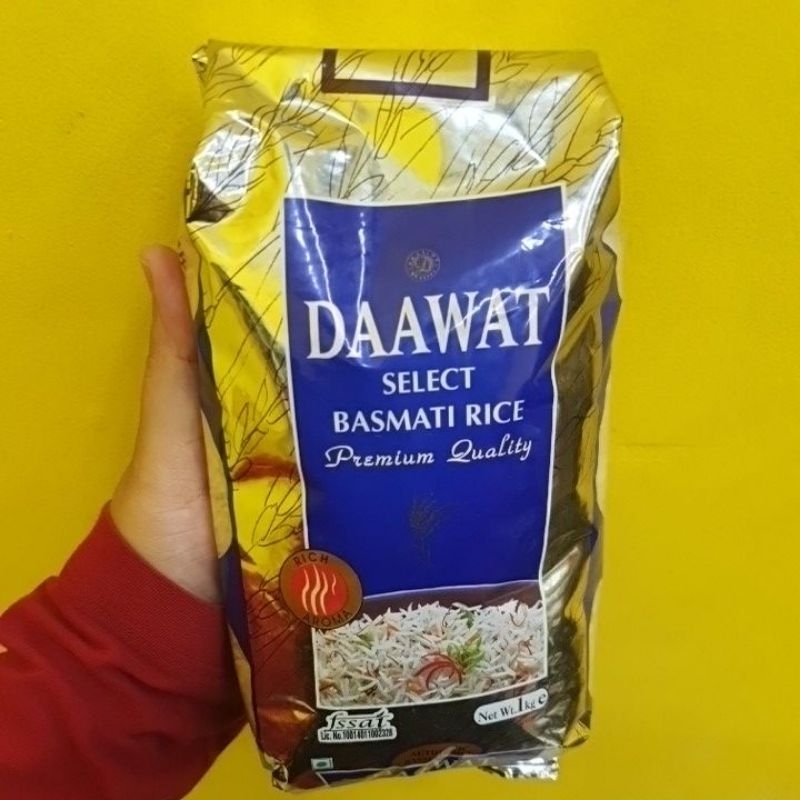 DAAWAT
SELECT
BASMATI RICE
Premium Quality
RICH
AROMA
fssai
Lic. No.10014011002328
Net Wt.1kg e